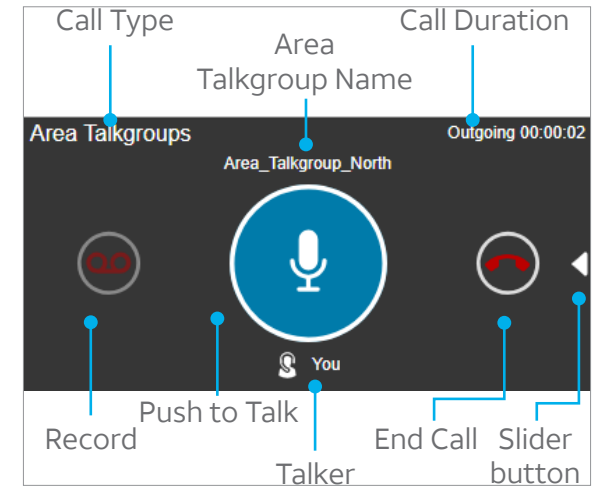 Call Type
Call Duration
Area
Talkgroup Name
Area Talkgroups
Outgoing 00:00:02
Area_Talkgroup_North
You
Push to Talk
Record
End Call
Slider
button
Talker